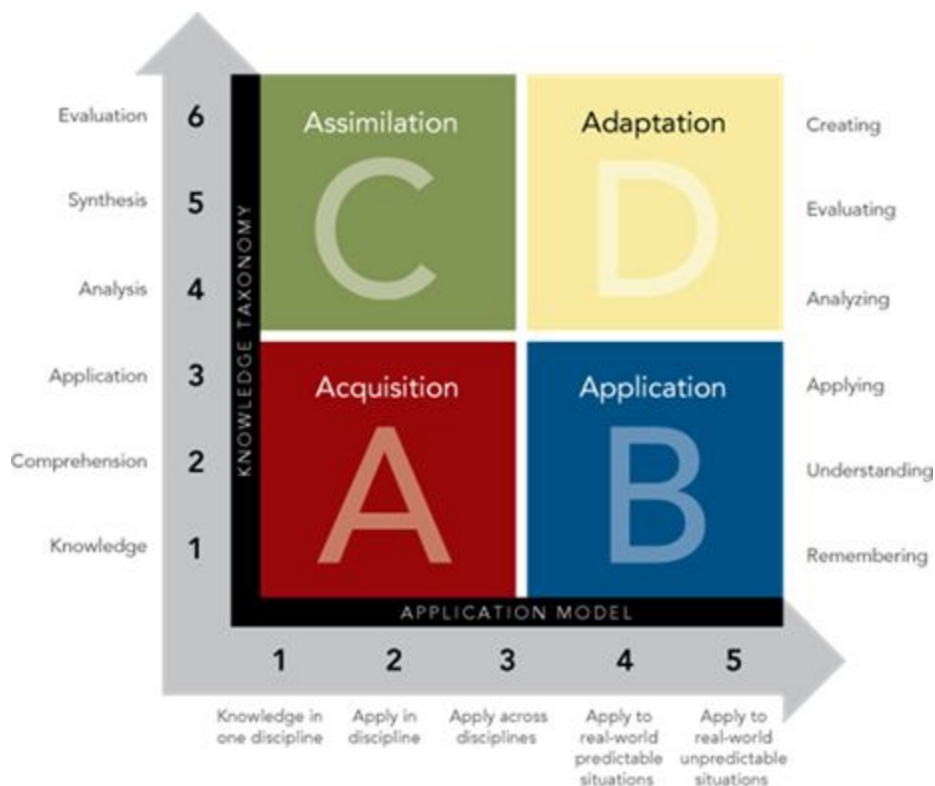 Evaluation 6 Assimilation Adaptation Creating
C D
Synthesis 5 Evaluating
Analysis 4 Analyzing
KNOWLEDGE TAXONOMY
Application 3 Acquisition Application Applying
A B
Comprehension 2 Understanding
Knowledge 1 Remembering
APPLICATION MODEL
1 2 3 4 5
Knowledge in
one discipline
Apply in
discipline
Apply across
disciplines
Apply to
real-world
predictable
situations
Apply to
real-world
unpredictable
situations